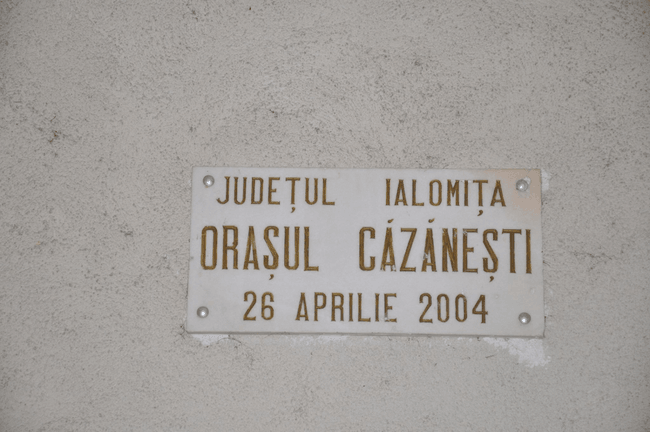 JUDEȚUL IALOMIȚA
ORAȘUL CĂZĂNEȘTI
26 APRILIE 2004